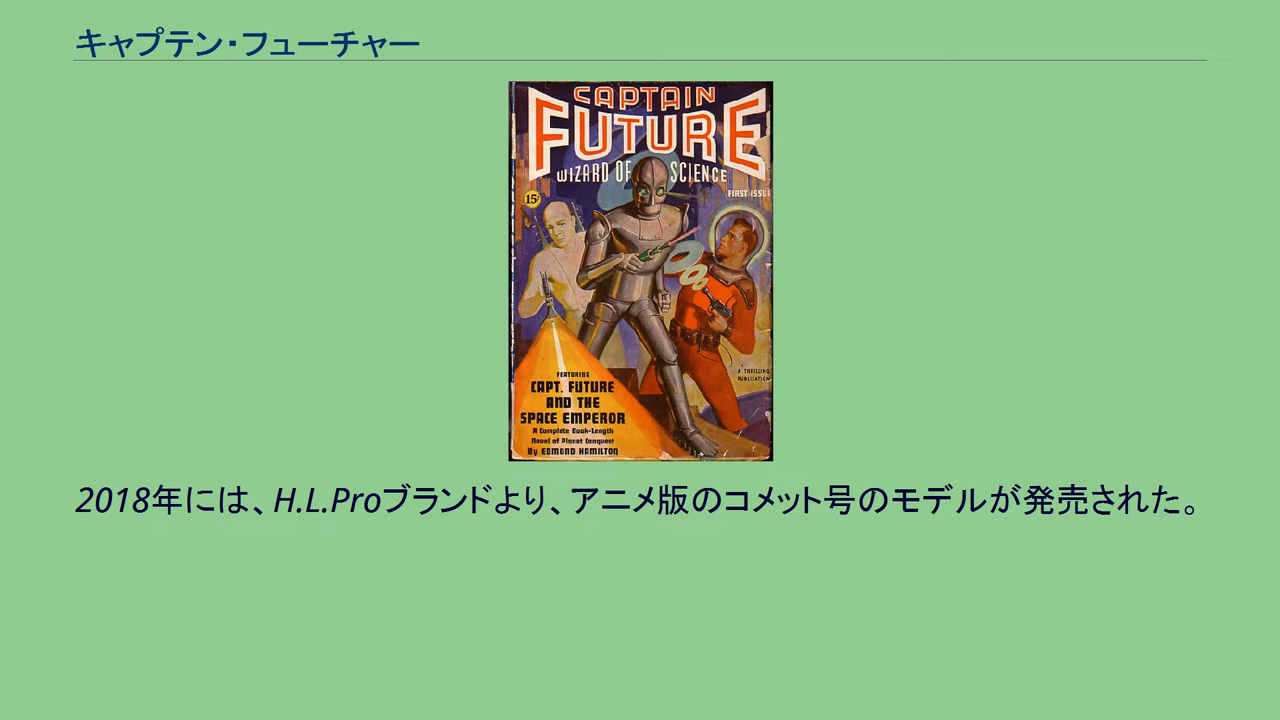 キャプテン・フューチャー
CAPTAIN
FUTURE
WIZARD OF SCIENCE
15¢
FIRST ISSUE
A THRILLING
PUBLICATION
FEATURING
CAPT. FUTURE
AND THE
SPACE EMPEROR
A Complete Book-Length
Novel of Planet Conquest
By EDMOND HAMILTON
2018年には、H.L.Proブランドより、アニメ版のコメット号のモデルが発売された。